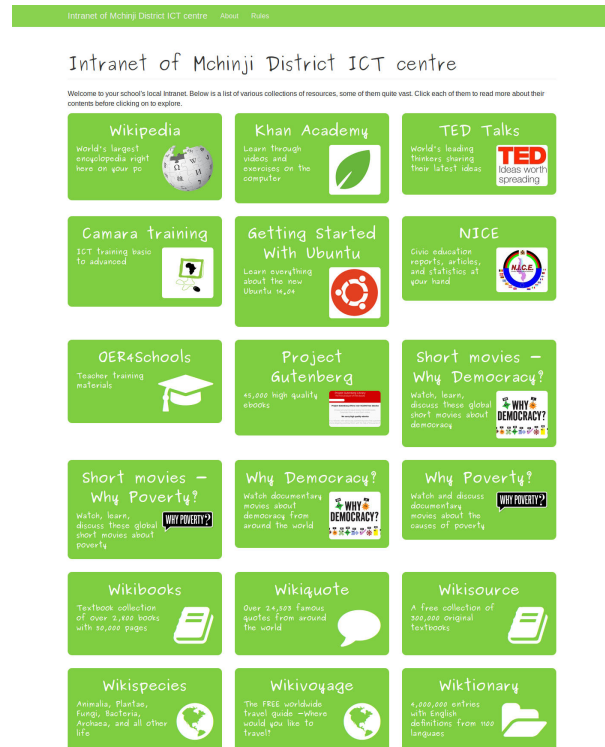 Intranet of Mchinji District ICT centre About Rules
Intranet of Mchinji District ICT centre
Welcome to your school's local Intranet. Below is a list of various collections of resources, some of them quite vast. Click each of them to read more about their
contents before clicking on to explore.
Wikipedia
World's largest
encyclopedia right
here on your pc
Khan Academy
Learn through
videos and
exercises on the
computer
TED Talks
World's leading
thinkers sharing
their latest ideas
TED
Ideas worth
spreading
Camara training
ICT training basic
to advanced
Getting Started
With Ubuntu
Learn everything
about the new
Ubuntu 14,04
NICE
Civic education
reports, articles,
and statistics at
your hand
N.I.C.E.
OER4Schools
Teacher training
materials
Project
Gutenberg
45,000 high quality
ebooks
Short movies –
Why Democracy?
Watch, learn,
discuss these global
short movies about
democracy
WHY
DEMOCRACY?
Short movies –
Why Poverty?
Watch, learn,
discuss these global
short movies about
poverty
WHY POVERTY?
Why Democracy?
Watch documentary
movies about
democracy from
around the world
WHY
DEMOCRACY?
Why Poverty?
Watch and discuss
documentary
movies about the
causes of poverty
WHY POVERTY?
Wikibooks
Textbook collection
of over 2,800 books
with 50,000 pages
Wikiquote
Over 24,503 famous
quotes from around
the world
Wikisource
A free collection of
300,000 original
textbooks
Wikispecies
Animalia, Plantae,
Fungi, Bacteria,
Archaea, and all other
life
Wikivoyage
The FREE worldwide
travel guide –Where
would you like to
travel?
Wiktionary
4,000,000 entries
with English
definitions from 1100
languaes